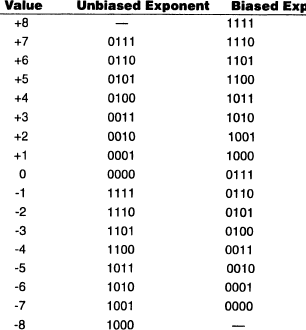 Value Unbiased Exponent Biased Exp
+8 — 1111
+7 0111 1110
+6 0110 1101
+5 0101 1100
+4 0100 1011
+3 0011 1010
+2 0010 1001
+1 0001 1000
0 0000 0111
-1 1111 0110
-2 1110 0101
-3 1101 0100
-4 1100 0011
-5 1011 0010
-6 1010 0001
-7 1001 0000
-8 1000 —